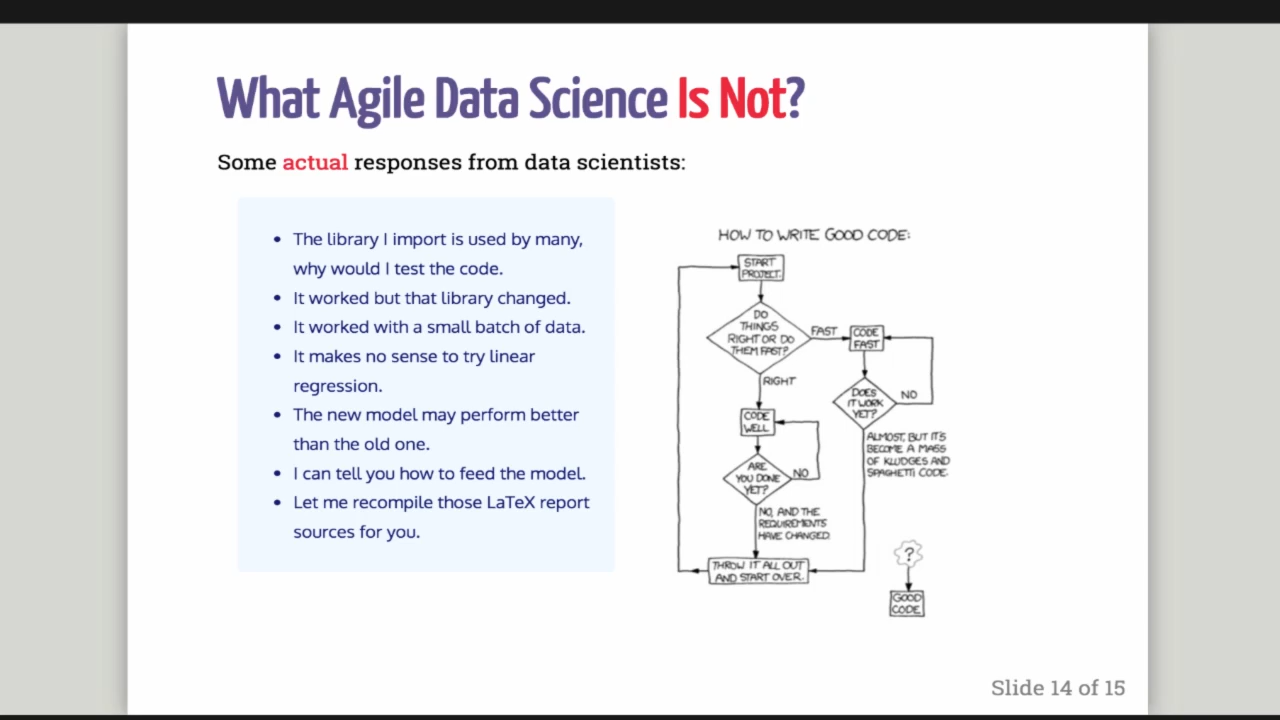 What Agile Data Science Is Not?
Some actual responses from data scientists:
• The library I import is used by many,
why would I test the code.
• It worked but that library changed.
• It worked with a small batch of data.
• It makes no sense to try linear
regression.
• The new model may perform better
than the old one.
• I can tell you how to feed the model.
• Let me recompile those LaTeX report
sources for you.
HOW TO WRITE GOOD CODE:
START
PROJECT.
DO
THINGS
RIGHT OR DO
THEM FAST?
FAST
CODE
FAST
RIGHT
DOES
IT WORK
YET?
NO
CODE
WELL
ALMOST, BUT IT'S
BECOME A MASS
OF KLUDGES AND
SPAGHETTI CODE.
ARE
YOU DONE
YET?
NO
NO, AND THE
REQUIREMENTS
HAVE CHANGED.
THROW IT ALL OUT
AND START OVER.
?
GOOD
CODE
Slide 14 of 15